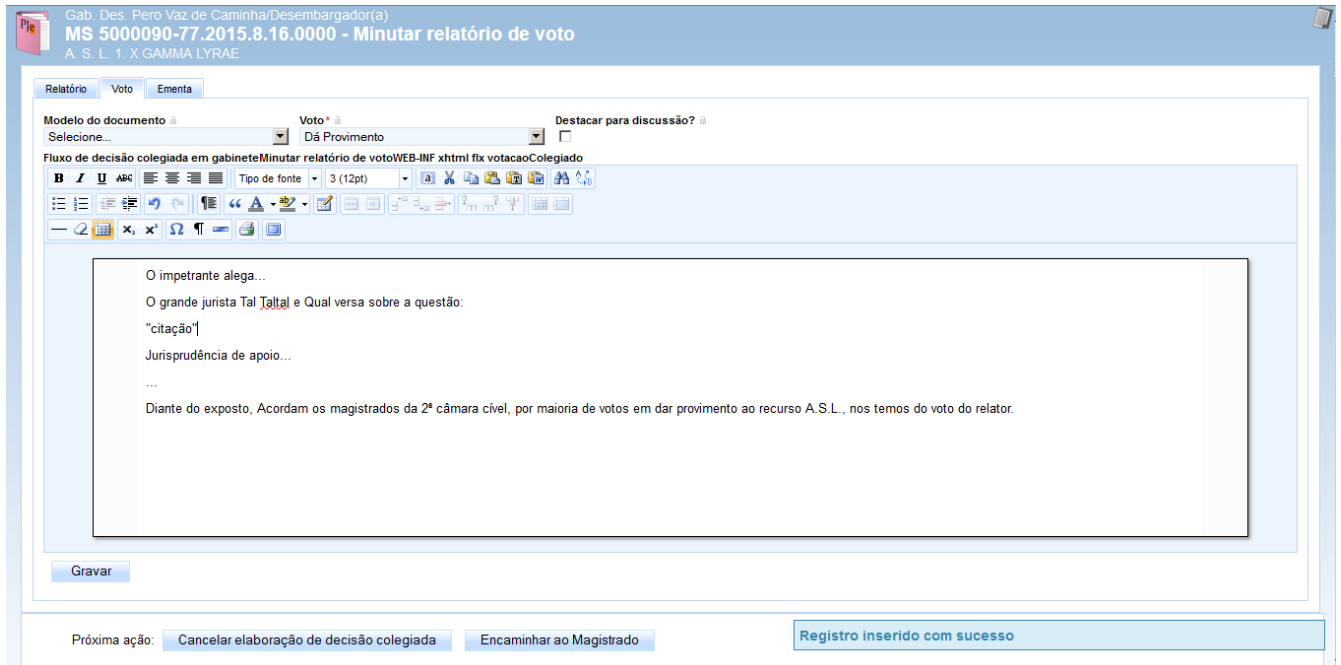 PJe
Gab. Des. Pero Vaz de Caminha/Desembargador(a)
MS 5000090-77.2015.8.16.0000 - Minutar relatório de voto
A. S. L. 1. X GAMMA LYRAE
Relatório Voto Ementa
Modelo do documento Voto* Destacar para discussão?
Selecione... Dá Provimento
Fluxo de decisão colegiada em gabineteMinutar relatório de votoWEB-INF xhtml flx votacaoColegiado
B I U ABC Tipo de fonte 3 (12pt)
O impetrante alega...
O grande jurista Tal Taltal e Qual versa sobre a questão:
"citação"
Jurisprudência de apoio...
...
Diante do exposto, Acordam os magistrados da 2ª câmara cível, por maioria de votos em dar provimento ao recurso A.S.L., nos temos do voto do relator.
Gravar
Próxima ação: Cancelar elaboração de decisão colegiada Encaminhar ao Magistrado Registro inserido com sucesso